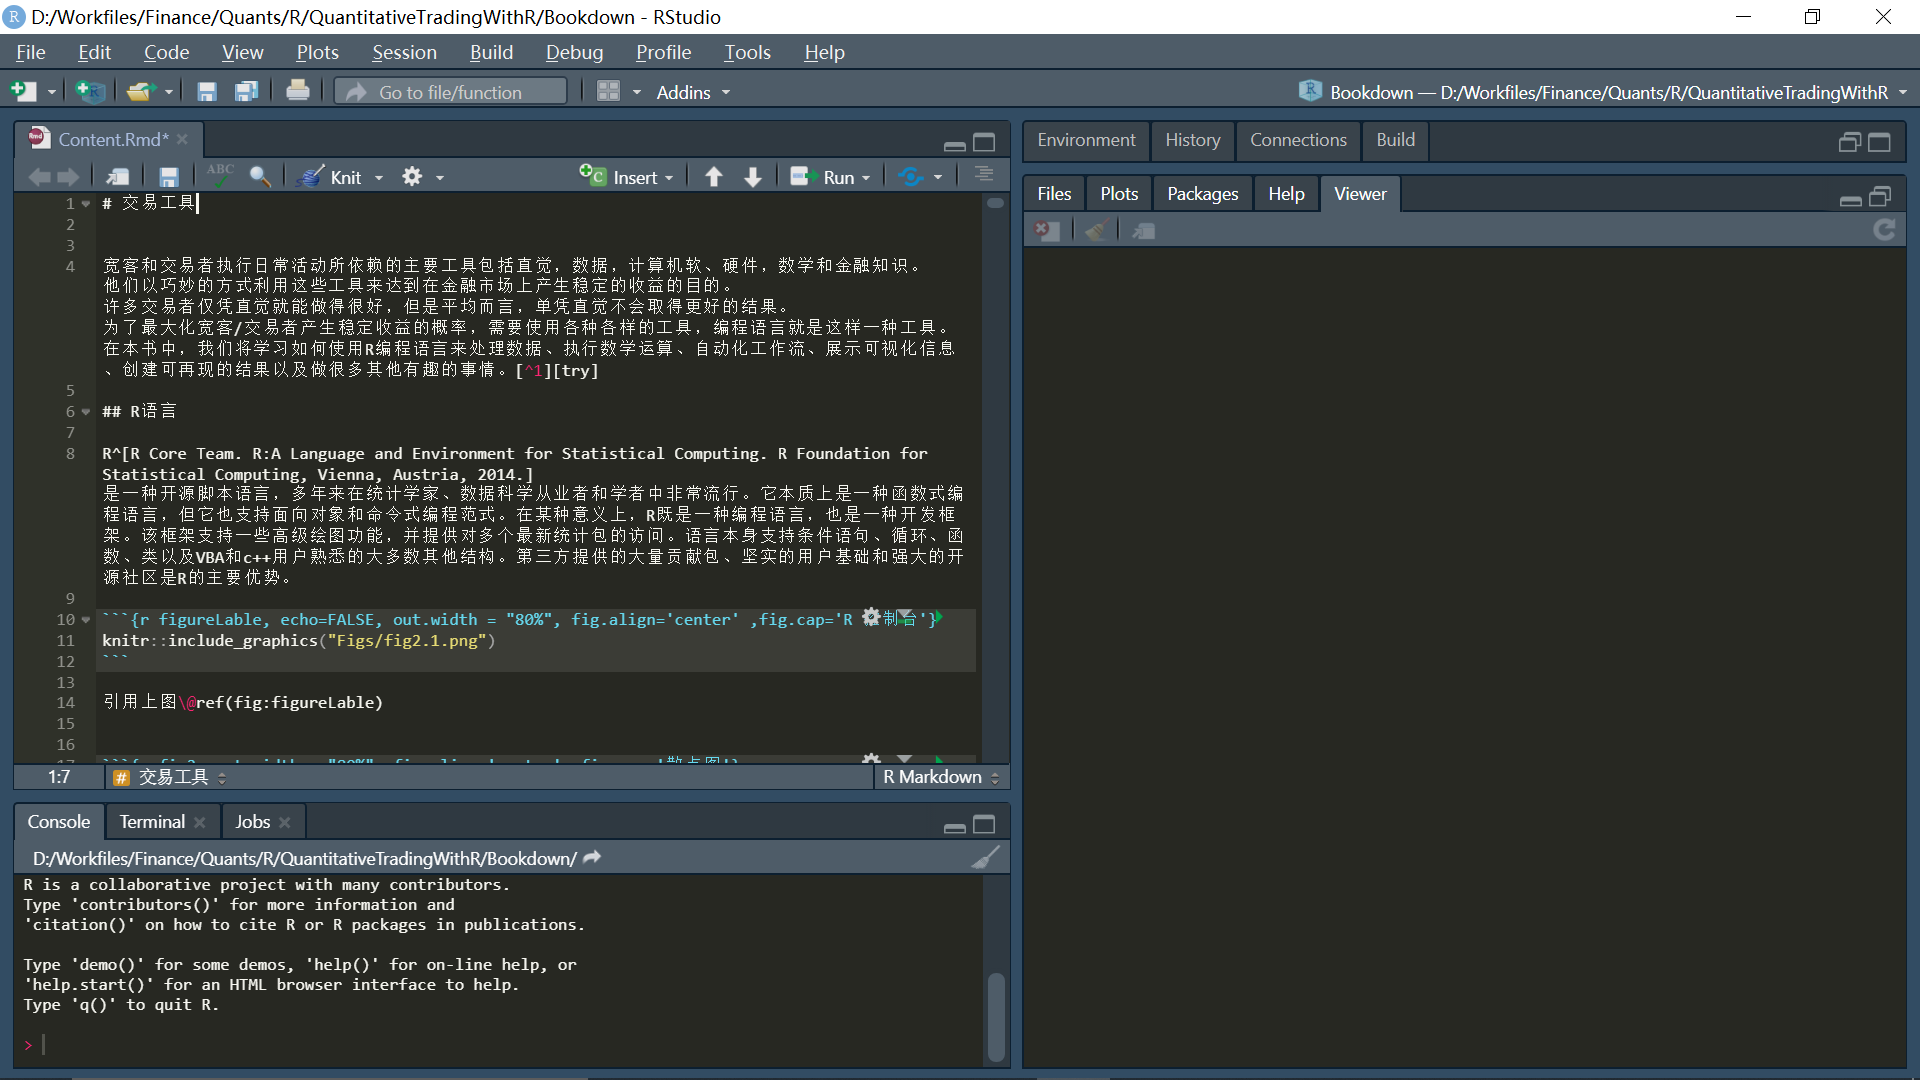 D:/Workfiles/Finance/Quants/R/QuantitativeTradingWithR/Bookdown - RStudio
File Edit Code View Plots Session Build Debug Profile Tools Help
Go to file/function Addins Bookdown — D:/Workfiles/Finance/Quants/R/QuantitativeTradingWithR
Content.Rmd*
ABC Knit Insert Run
1 # 交易工具
2
3
4 宽客和交易者执行日常活动所依赖的主要工具包括直觉，数据，计算机软、硬件，数学和金融知识。
他们以巧妙的方式利用这些工具来达到在金融市场上产生稳定的收益的目的。
许多交易者仅凭直觉就能做得很好，但是平均而言，单凭直觉不会取得更好的结果。
为了最大化宽客/交易者产生稳定收益的概率，需要使用各种各样的工具，编程语言就是这样一种工具。
在本书中，我们将学习如何使用R编程语言来处理数据、执行数学运算、自动化工作流、展示可视化信息
、创建可再现的结果以及做很多其他有趣的事情。[^1][try]
5
6 ## R语言
7
8 R^[R Core Team. R:A Language and Environment for Statistical Computing. R Foundation for
Statistical Computing, Vienna, Austria, 2014.]
是一种开源脚本语言，多年来在统计学家、数据科学从业者和学者中非常流行。它本质上是一种函数式编
程语言，但它也支持面向对象和命令式编程范式。在某种意义上，R既是一种编程语言，也是一种开发框
架。该框架支持一些高级绘图功能，并提供对多个最新统计包的访问。语言本身支持条件语句、循环、函
数、类以及VBA和c++用户熟悉的大多数其他结构。第三方提供的大量贡献包、坚实的用户基础和强大的开
源社区是R的主要优势。
9
10 ```{r figureLable, echo=FALSE, out.width = "80%", fig.align='center' ,fig.cap='R 制台'}
11 knitr::include_graphics("Figs/fig2.1.png")
12 ```
13
14 引用上图\@ref(fig:figureLable)
15
16
1:7 # 交易工具 R Markdown
Console Terminal Jobs
D:/Workfiles/Finance/Quants/R/QuantitativeTradingWithR/Bookdown/
R is a collaborative project with many contributors.
Type 'contributors()' for more information and
'citation()' on how to cite R or R packages in publications.
Type 'demo()' for some demos, 'help()' for on-line help, or
'help.start()' for an HTML browser interface to help.
Type 'q()' to quit R.
>
Environment History Connections Build
Files Plots Packages Help Viewer